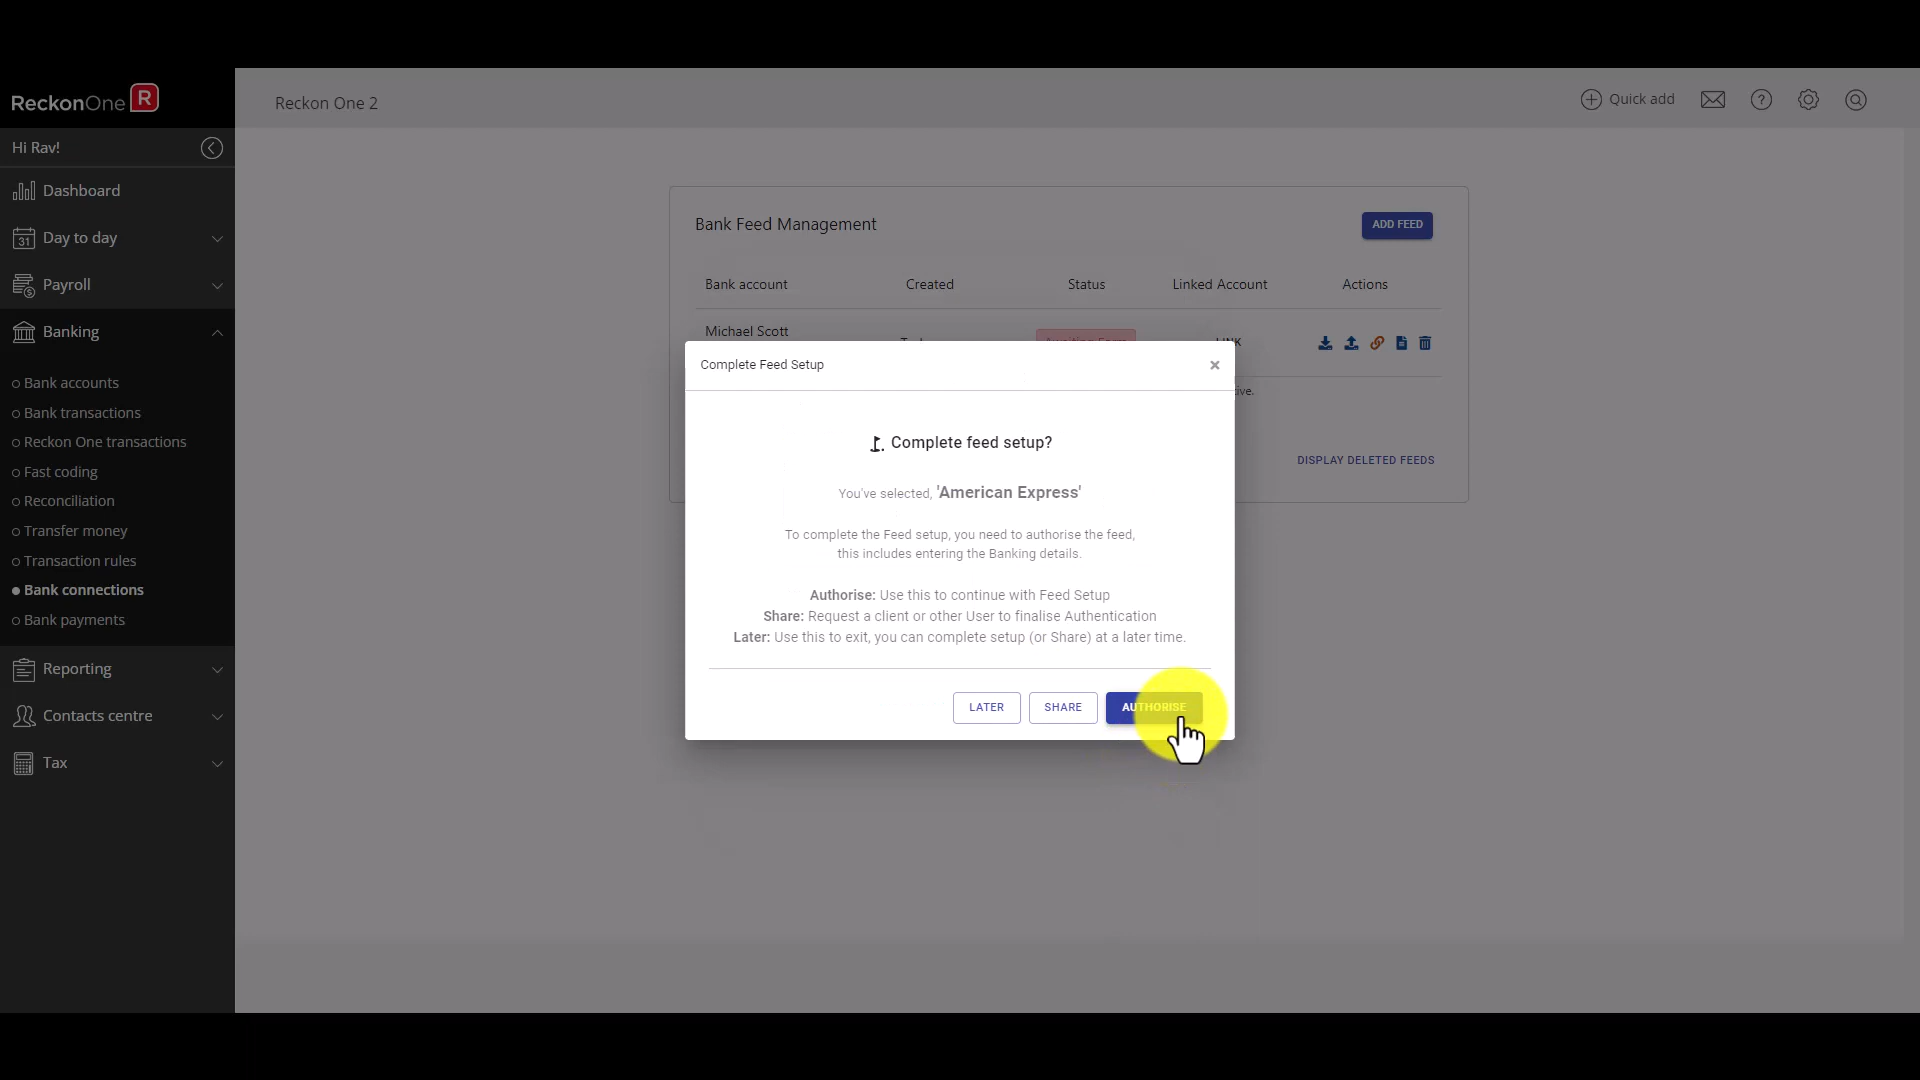 ReckonOne R
Reckon One 2
Quick add
Hi Rav!
Dashboard
31 Day to day
Payroll
Banking
Bank accounts
Bank transactions
Reckon One transactions
Fast coding
Reconciliation
Transfer money
Transaction rules
Bank connections
Bank payments
Reporting
Contacts centre
Tax
Bank Feed Management
ADD FEED
Bank account Created Status Linked Account Actions
Michael Scott
Complete Feed Setup
Complete feed setup?
You've selected, 'American Express'
To complete the Feed setup, you need to authorise the feed,
this includes entering the Banking details.
Authorise: Use this to continue with Feed Setup
Share: Request a client or other User to finalise Authentication
Later: Use this to exit, you can complete setup (or Share) at a later time.
LATER SHARE AUTHORISE
DISPLAY DELETED FEEDS